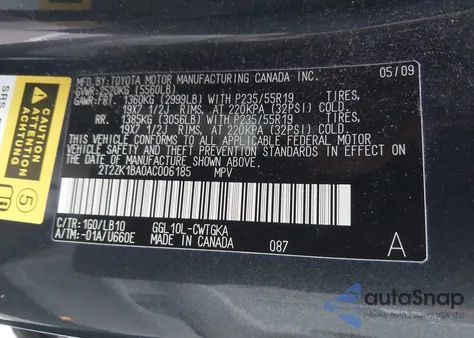 MFD. BY: TOYOTA MOTOR MANUFACTURING CANADA INC. 05/09
GVWR: 2520KG (5560LB)
GAWR: FRT. 1360KG (2999LB) WITH P235/55R19 TIRES,
19X7 1/2J RIMS, AT 220KPA (32PSI) COLD.
RR. 1385KG (3056LB) WITH P235/55R19 TIRES,
19X7 1/2J RIMS, AT 220KPA (32PSI) COLD.
THIS VEHICLE CONFORMS TO ALL APPLICABLE FEDERAL MOTOR
VEHICLE SAFETY, BUMPER, AND THEFT PREVENTION
STANDARDS IN EFFECT ON THE DATE OF MANUFACTURE
SHOWN ABOVE.
2T2ZK1BA0AC006185 MPV
C/TR: 1G0/LB10 GGL10L-CWTGKA
A/TM: -01A/U660E MADE IN CANADA 087 A
SRS
CAUTION
ATTENTION
ACHTUNG
5
autoSnap